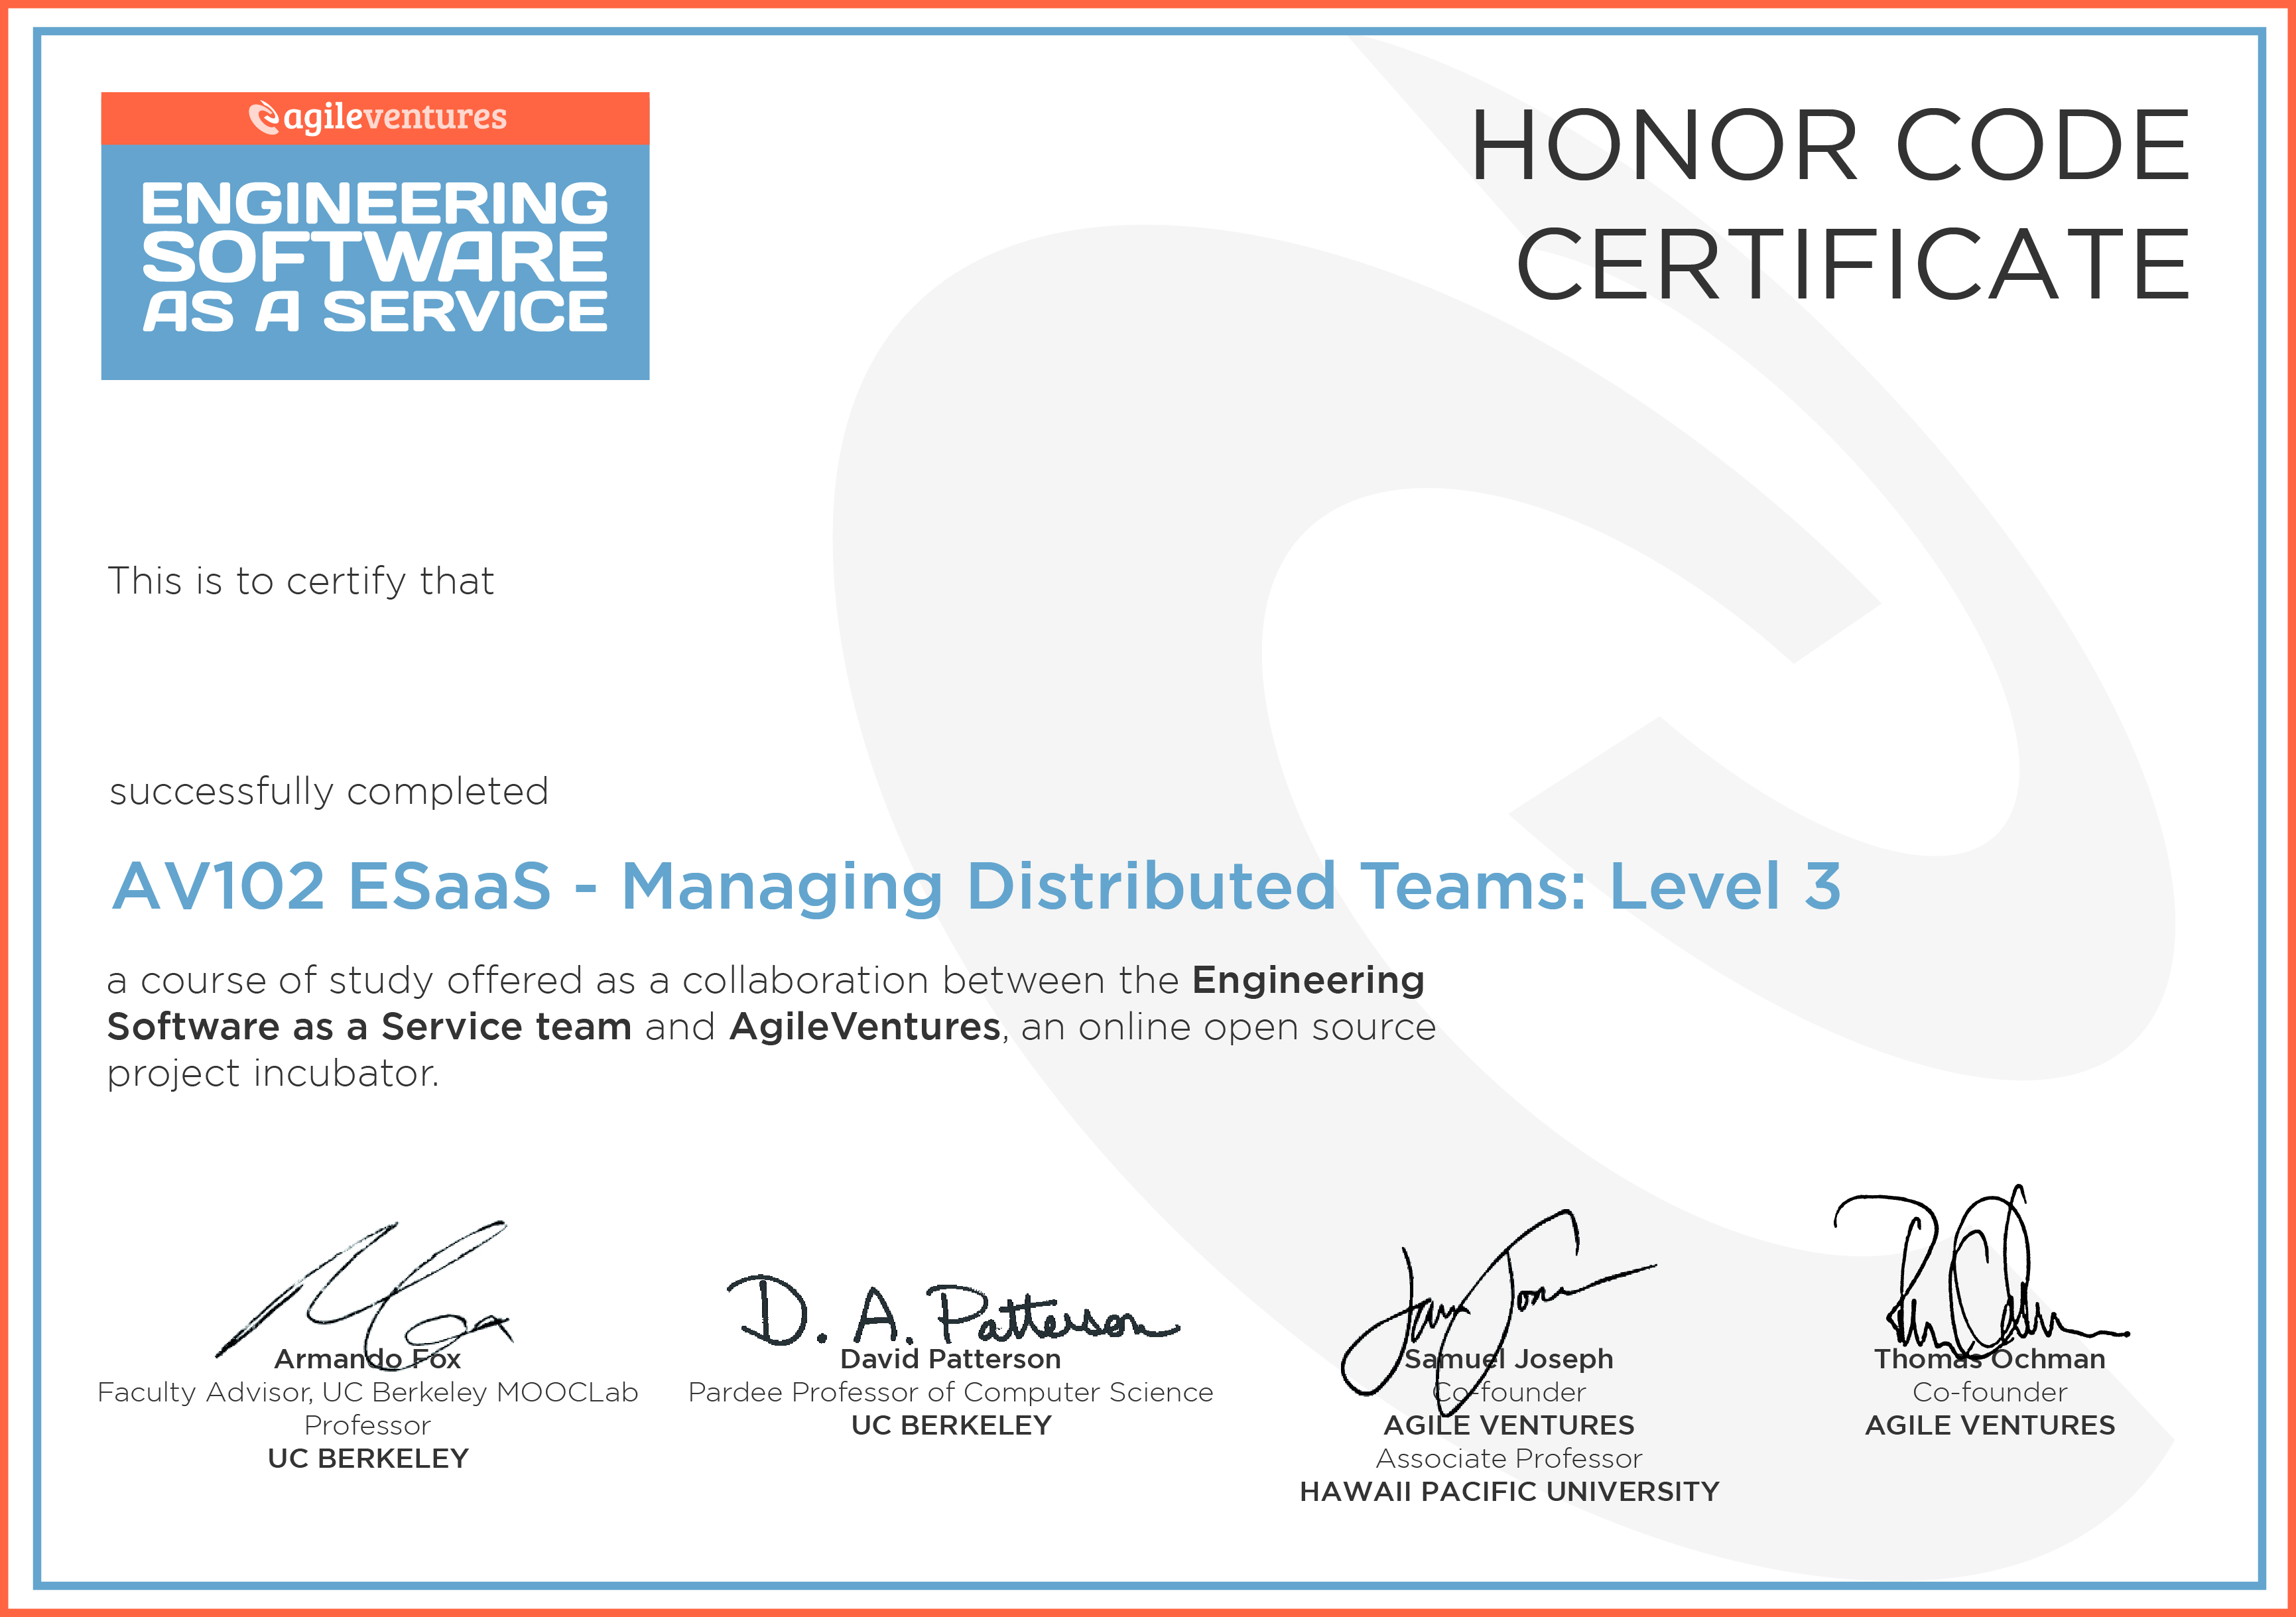 agileventures
ENGINEERING
SOFTWARE
AS A SERVICE
HONOR CODE
CERTIFICATE
This is to certify that
successfully completed
AV102 ESaaS - Managing Distributed Teams: Level 3
a course of study offered as a collaboration between the Engineering
Software as a Service team and AgileVentures, an online open source
project incubator.
D. A. Patterson
Armando Fox
Faculty Advisor, UC Berkeley MOOCLab
Professor
UC BERKELEY
David Patterson
Pardee Professor of Computer Science
UC BERKELEY
Samuel Joseph
Co-founder
AGILE VENTURES
Associate Professor
HAWAII PACIFIC UNIVERSITY
Thomas Ochman
Co-founder
AGILE VENTURES